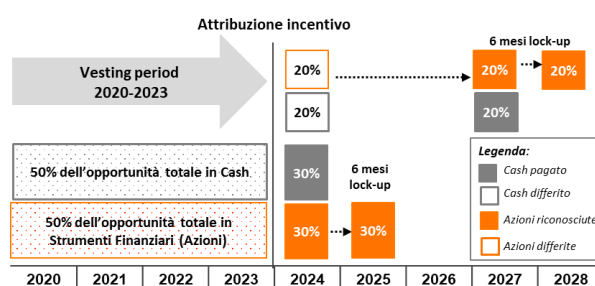 Attribuzione incentivo
6 mesi lock-up
Vesting period
2020-2023
20%
20%
20%
20%
20%
50% dell'opportunità totale in Cash
30%
6 mesi
lock-up
50% dell'opportunità totale in
Strumenti Finanziari (Azioni)
30%
30%
Legenda:
Cash pagato
Cash differito
Azioni riconosciute
Azioni differite
2020
2021
2022
2023
2024
2025
2026
2027
2028